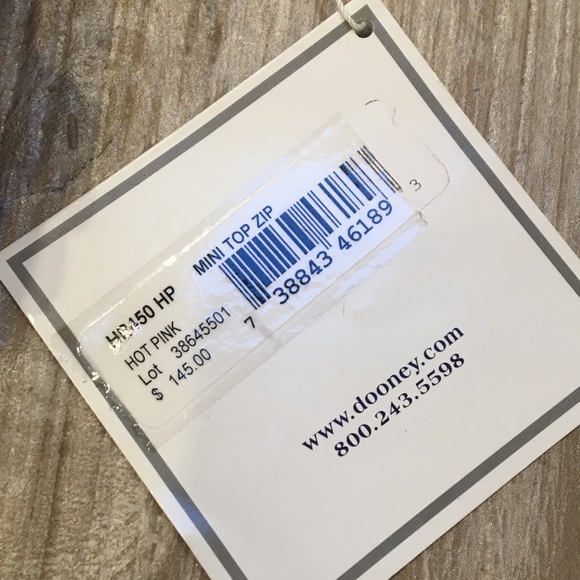 MINI TOP ZIP
7 38843 46189 3
HP
HOT PINK
Lot 38645501
$ 145.00
www.dooney.com
800.243.5598